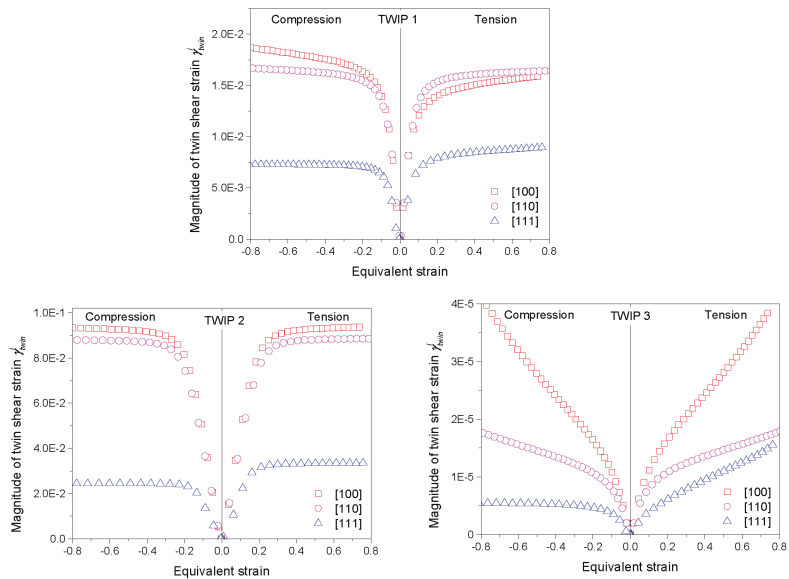 Compression TWIP 1 Tension
Magnitude of twin shear strain γⁱtwin
2.0E-2
1.5E-2
1.0E-2
5.0E-3
0.0
[100]
[110]
[111]
-0.8 -0.6 -0.4 -0.2 0.0 0.2 0.4 0.6 0.8
Equivalent strain
Compression TWIP 2 Tension
Magnitude of twin shear strain γⁱtwin
1.0E-1
8.0E-2
6.0E-2
4.0E-2
2.0E-2
0.0
[100]
[110]
[111]
-0.8 -0.6 -0.4 -0.2 0.0 0.2 0.4 0.6 0.8
Equivalent strain
Compression TWIP 3 Tension
Magnitude of twin shear strain γⁱtwin
4E-5
3E-5
2E-5
1E-5
0
[100]
[110]
[111]
-0.8 -0.6 -0.4 -0.2 0.0 0.2 0.4 0.6 0.8
Equivalent strain